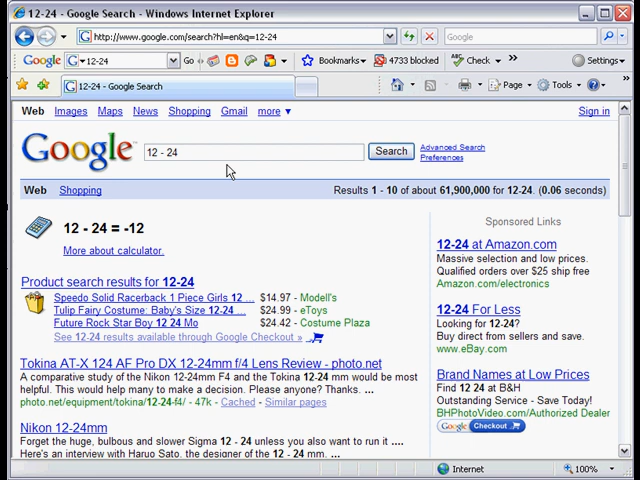 12-24 - Google Search - Windows Internet Explorer
http://www.google.com/search?hl=en&q=12-24
Google
Google
12-24
Go
Bookmarks
4733 blocked
Check
Settings
12-24 - Google Search
Page
Tools
Web Images Maps News Shopping Gmail more ▼
Sign in
Google
12 - 24
Search
Advanced Search
Preferences
Web Shopping
Results 1 - 10 of about 61,900,000 for 12-24. (0.06 seconds)
12 - 24 = -12
More about calculator.
Product search results for 12-24
Speedo Solid Racerback 1 Piece Girls 12 ... $14.97 - Modell's
Tulip Fairy Costume: Baby's Size 12-24 ... $24.99 - eToys
Future Rock Star Boy 12 24 Mo $24.42 - Costume Plaza
See 12-24 results available through Google Checkout »
Tokina AT-X 124 AF Pro DX 12-24mm f/4 Lens Review - photo.net
A comparative study of the Nikon 12-24mm F4 and the Tokina 12-24 mm would be most
helpful. This would help many to make a decision. Please anyone? Thanks. ...
photo.net/equipment/tokina/12-24-f4/ - 47k - Cached - Similar pages
Nikon 12-24mm
Forget the huge, bulbous and slower Sigma 12 - 24 unless you also want to run it ....
Here's an interview with Haruo Sato, the designer of the 12 - 24 mm. ...
Sponsored Links
12-24 at Amazon.com
Massive selection and low prices.
Qualified orders over $25 ship free
Amazon.com/electronics
12-24 For Less
Looking for 12-24?
Buy direct from sellers and save.
www.eBay.com
Brand Names at Low Prices
Find 12 24 at B&H
Outstanding Service - Save Today!
BHPhotoVideo.com/Authorized Dealer
Google Checkout
Internet
100%